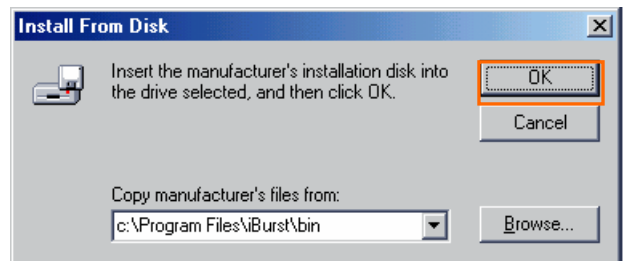 Install From Disk
Insert the manufacturer's installation disk into
the drive selected, and then click OK.
OK
Cancel
Copy manufacturer's files from:
c:\Program Files\iBurst\bin
Browse...